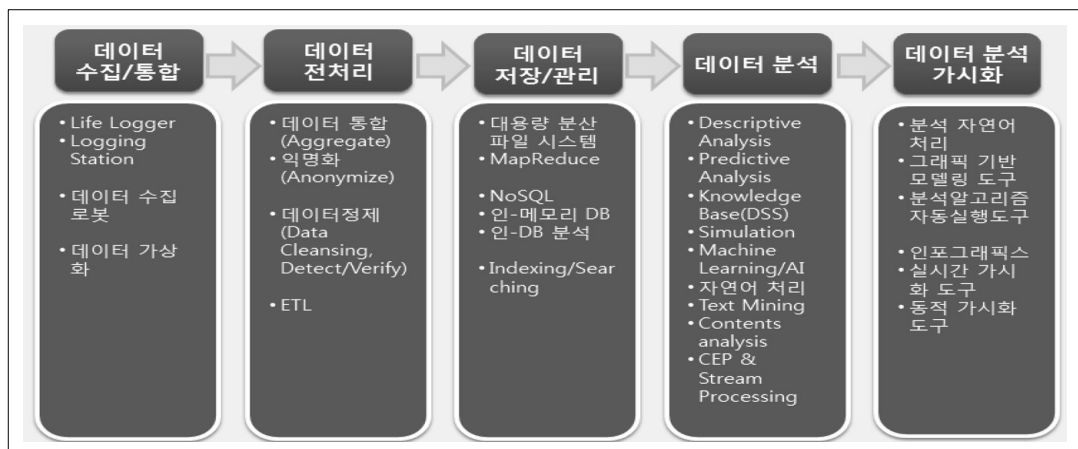 데이터
수집/통합
데이터
전처리
데이터
저장/관리
데이터 분석
데이터 분석
가시화
• Life Logger
• Logging
Station
• 데이터 수집
로봇
• 데이터 가상
화
• 데이터 통합
(Aggregate)
• 익명화
(Anonymize)
• 데이터정제
(Data
Cleansing,
Detect/Verify)
• ETL
• 대용량 분산
파일 시스템
• MapReduce
• NoSQL
• 인-메모리 DB
• 인-DB 분석
• Indexing/Sear
ching
• Descriptive
Analysis
• Predictive
Analysis
• Knowledge
Base(DSS)
• Simulation
• Machine
Learning/AI
• 자연어 처리
• Text Mining
• Contents
analysis
• CEP &
Stream
Processing
• 분석 자연어
처리
• 그래픽 기반
모델링 도구
• 분석알고리즘
자동실행도구
• 인포그래픽스
• 실시간 가시
화 도구
• 동적 가시화
도구